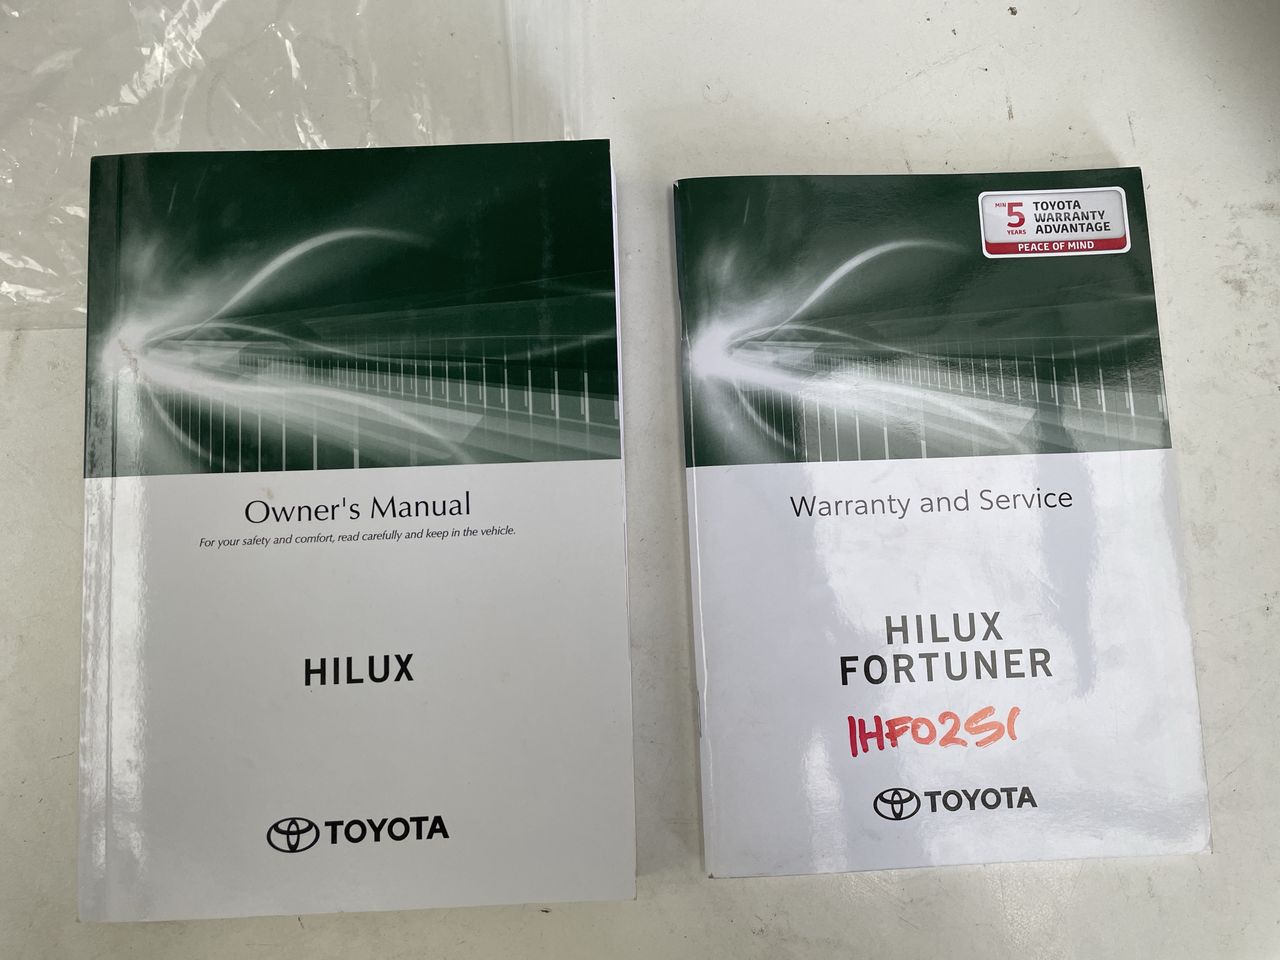 Owner's Manual
For your safety and comfort, read carefully and keep in the vehicle.
HILUX
TOYOTA
MIN 5 YEARS
TOYOTA
WARRANTY
ADVANTAGE
PEACE OF MIND
Warranty and Service
HILUX
FORTUNER
1HF0251
TOYOTA